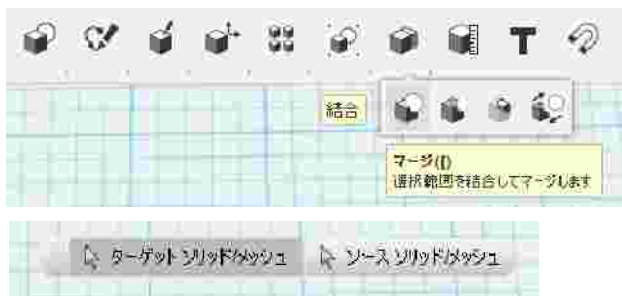 結合
マージ([)
選択範囲を結合してマージします
ターゲット ソリッド/メッシュ
ソース ソリッド/メッシュ